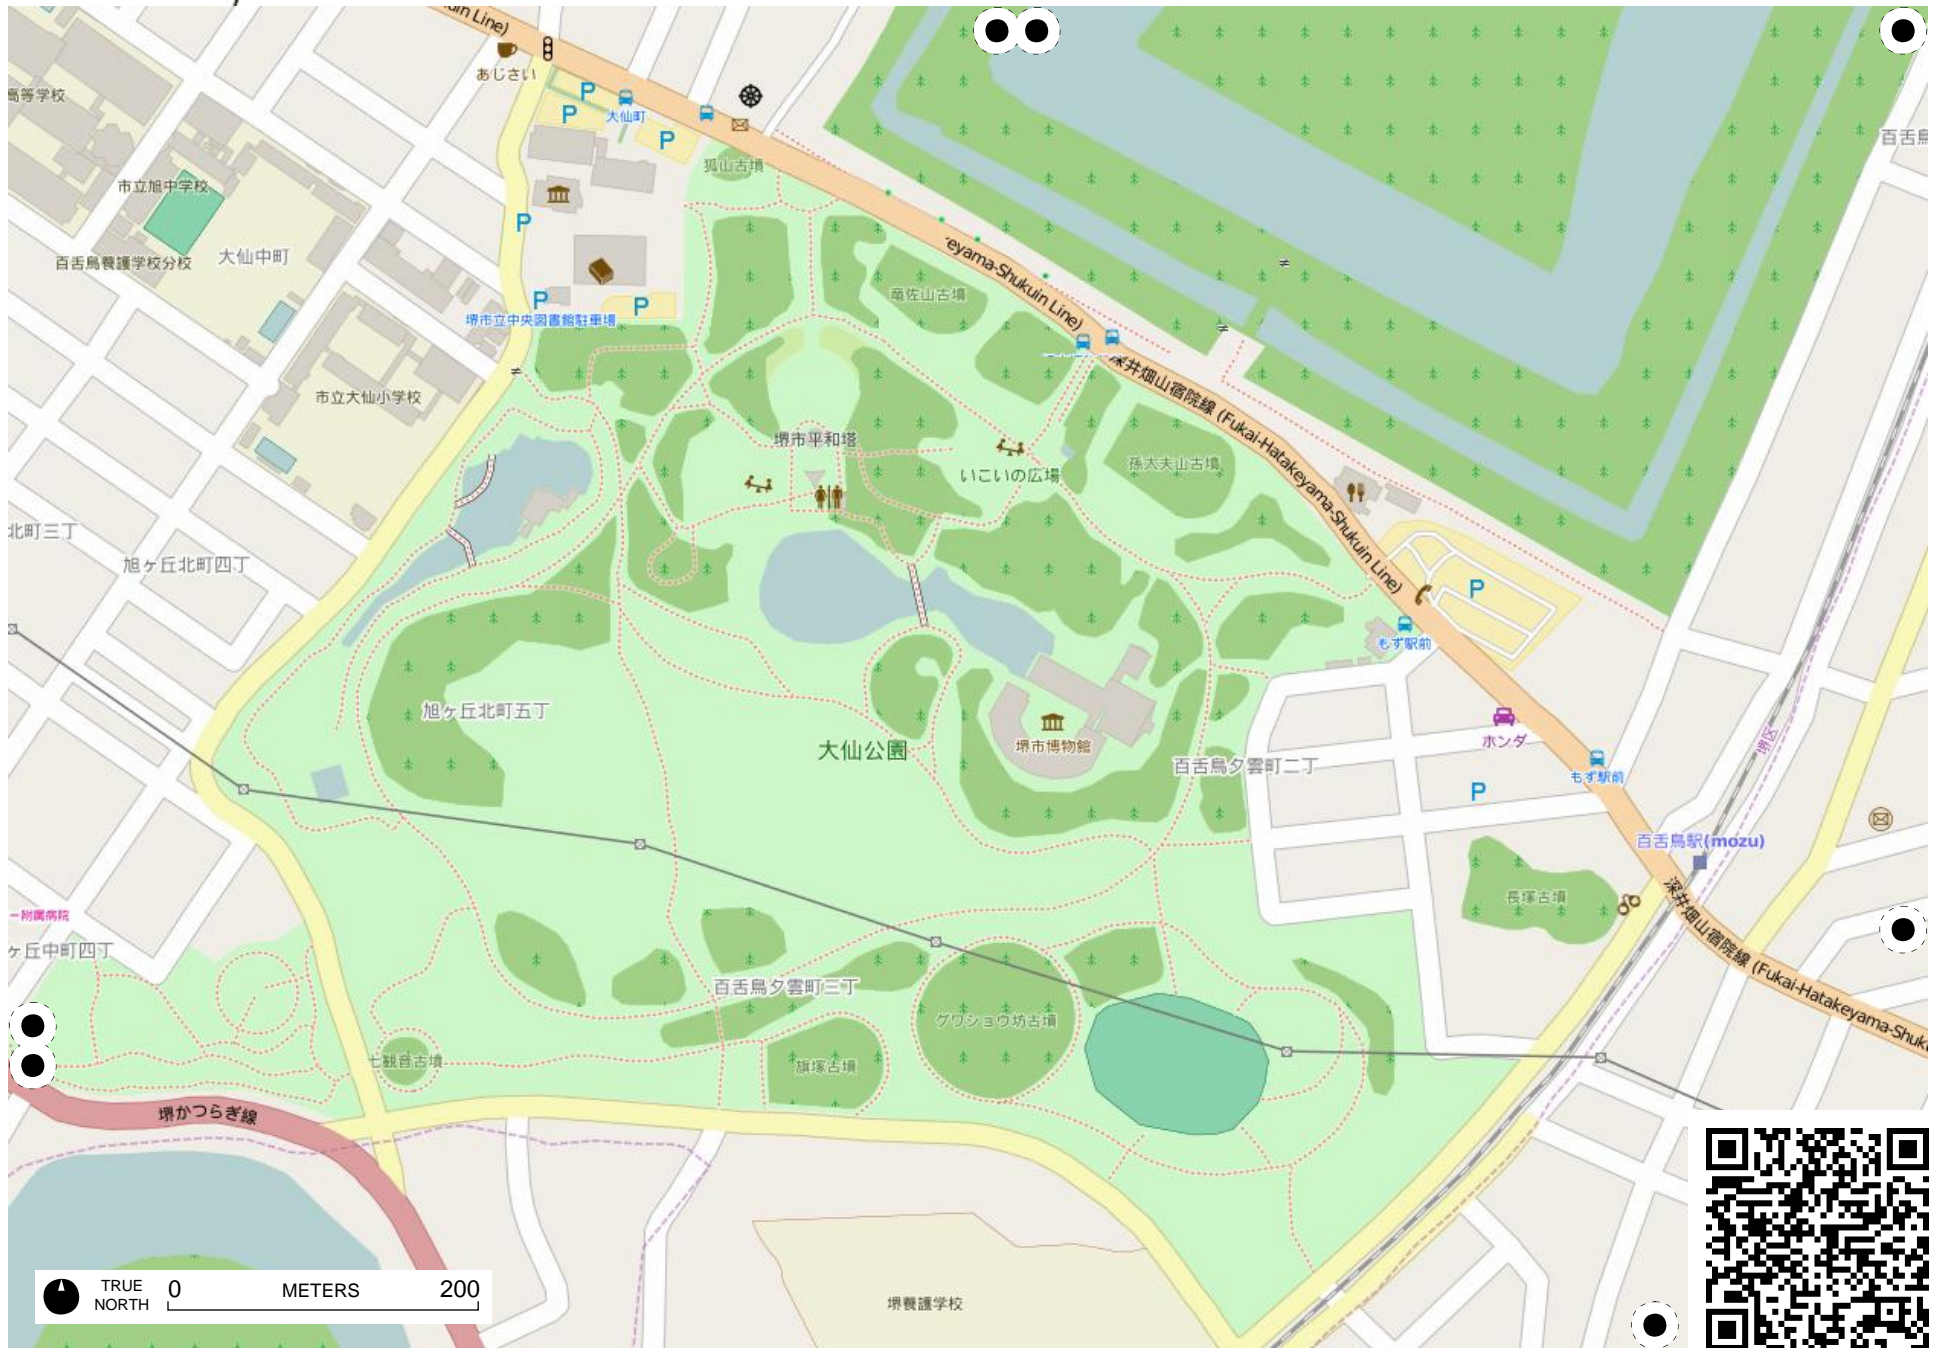 uin Line)
あじさい
高等学校
大仙町
百舌鳥
狐山古墳
市立旭中学校
大仙中町
百舌鳥養護学校分校
eyama-Shukuin Line)
竜佐山古墳
堺市立中央図書館駐車場
深井畑山宿院線 (Fukai-Hatakeyama-Shukuin Line)
市立大仙小学校
堺市平和塔
いこいの広場
孫太夫山古墳
北町三丁
旭ヶ丘北町四丁
もず駅前
旭ヶ丘北町五丁
大仙公園
堺市博物館
ホンダ
堺区
百舌鳥夕雲町二丁
もず駅前
百舌鳥駅(mozu)
長塚古墳
深井畑山宿院線 (Fukai-Hatakeyama-Shuku
ー附属病院
ヶ丘中町四丁
百舌鳥夕雲町三丁
グワショウ坊古墳
七観音古墳
旗塚古墳
堺かつらぎ線
堺養護学校
TRUE NORTH
0 METERS 200